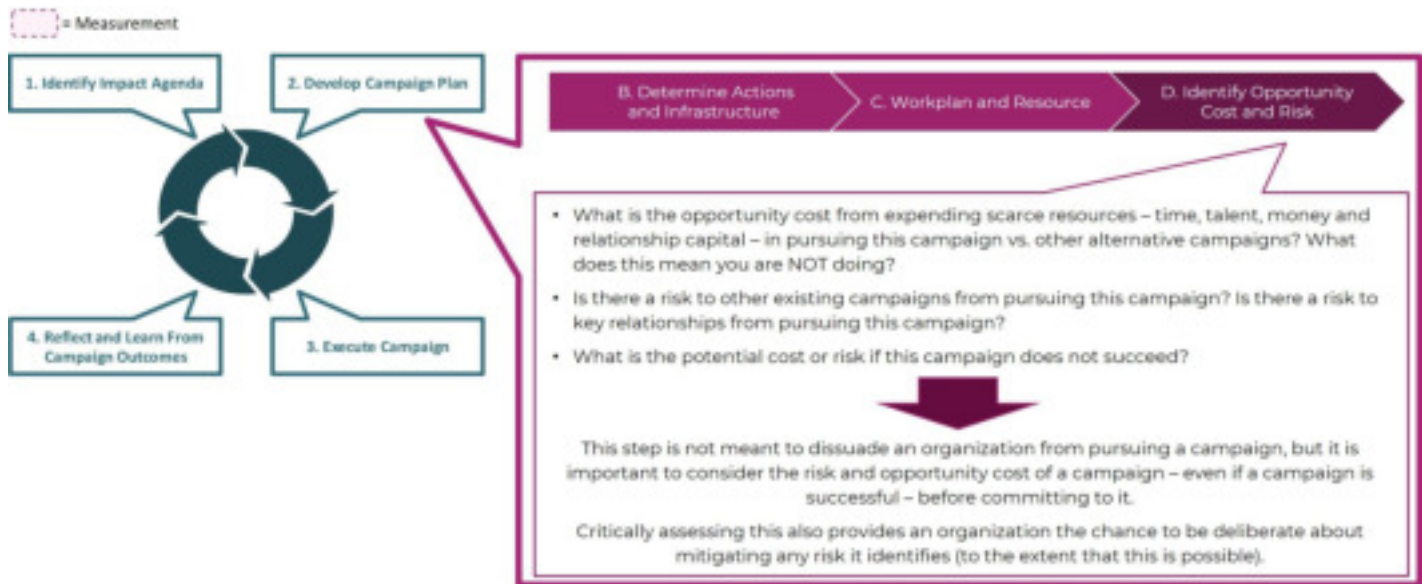 = Measurement
1. Identify Impact Agenda
2. Develop Campaign Plan
4. Reflect and Learn From
Campaign Outcomes
3. Execute Campaign
B. Determine Actions
and Infrastructure
C. Workplan and Resource
D. Identify Opportunity
Cost and Risk
• What is the opportunity cost from expending scarce resources – time, talent, money and
relationship capital – in pursuing this campaign vs. other alternative campaigns? What
does this mean you are NOT doing?
• Is there a risk to other existing campaigns from pursuing this campaign? Is there a risk to
key relationships from pursuing this campaign?
• What is the potential cost or risk if this campaign does not succeed?
This step is not meant to dissuade an organization from pursuing a campaign, but it is
important to consider the risk and opportunity cost of a campaign – even if a campaign is
successful – before committing to it.
Critically assessing this also provides an organization the chance to be deliberate about
mitigating any risk it identifies (to the extent that this is possible).